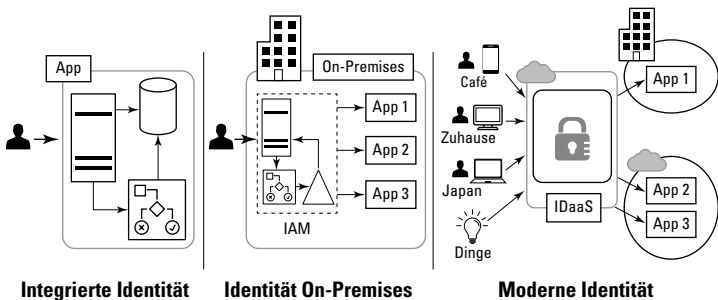 App
Integrierte Identität
On-Premises
App 1
App 2
App 3
IAM
Identität On-Premises
Café
Zuhause
Japan
Dinge
IDaaS
App 1
App 2
App 3
Moderne Identität